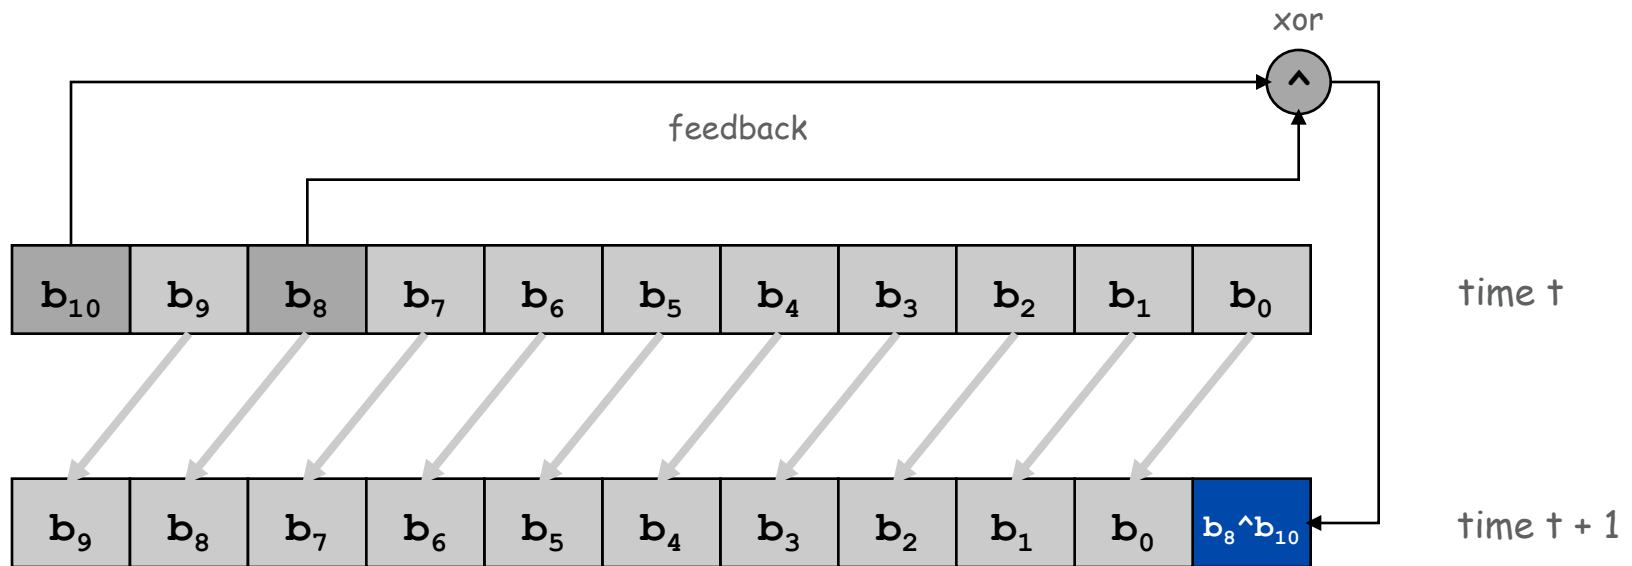 xor
^
feedback
b₁₀ b₉ b₈ b₇ b₆ b₅ b₄ b₃ b₂ b₁ b₀ time t
b₉ b₈ b₇ b₆ b₅ b₄ b₃ b₂ b₁ b₀ b₈^b₁₀ time t + 1